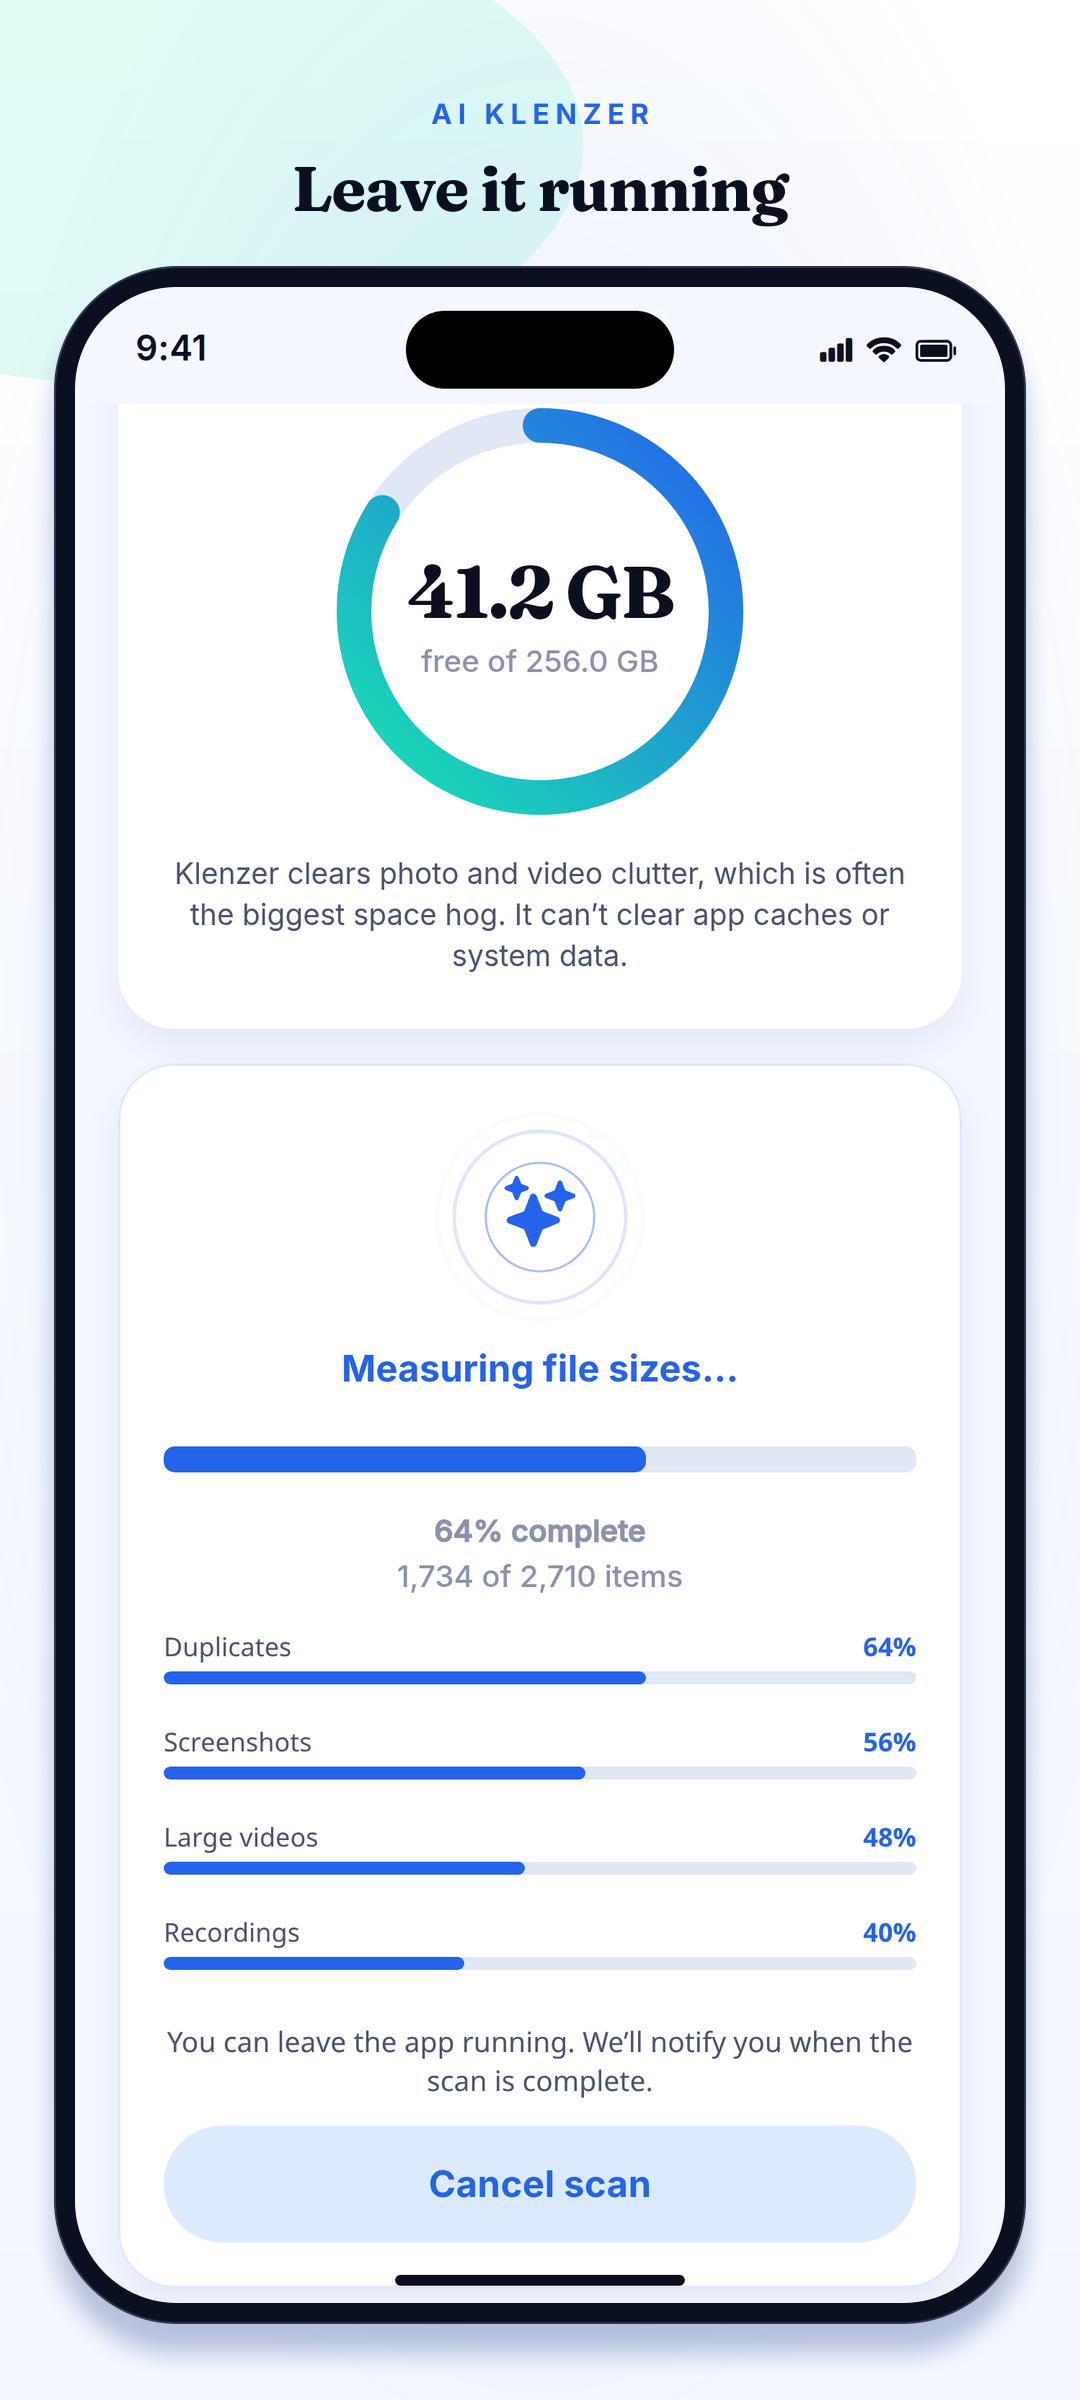 AI KLENZER
Leave it running
9:41
41.2 GB
free of 256.0 GB
Klenzer clears photo and video clutter, which is often
the biggest space hog. It can’t clear app caches or
system data.
Measuring file sizes...
64% complete
1,734 of 2,710 items
Duplicates 64%
Screenshots 56%
Large videos 48%
Recordings 40%
You can leave the app running. We’ll notify you when the
scan is complete.
Cancel scan